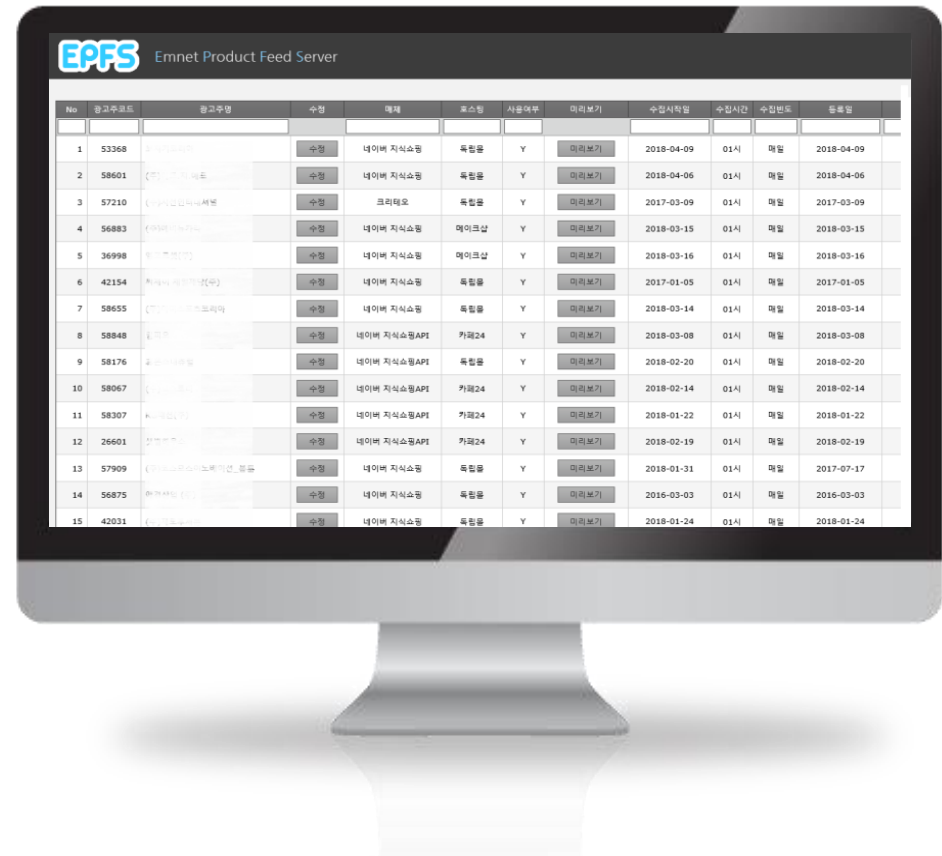 EPFS Emnet Product Feed Server
No 광고주코드 광고주명 수정 매체 호스팅 사용여부 미리보기 수집시작일 수집시간 수집빈도 등록일
1 53368 수정 네이버 지식쇼핑 독립몰 Y 미리보기 2018-04-09 01시 매일 2018-04-09
2 58601 수정 네이버 지식쇼핑 독립몰 Y 미리보기 2018-04-06 01시 매일 2018-04-06
3 57210 수정 크리테오 독립몰 Y 미리보기 2017-03-09 01시 매일 2017-03-09
4 56883 수정 네이버 지식쇼핑 메이크샵 Y 미리보기 2018-03-15 01시 매일 2018-03-15
5 36998 수정 네이버 지식쇼핑 메이크샵 Y 미리보기 2018-03-16 01시 매일 2018-03-16
6 42154 수정 네이버 지식쇼핑 독립몰 Y 미리보기 2017-01-05 01시 매일 2017-01-05
7 58655 수정 네이버 지식쇼핑 독립몰 Y 미리보기 2018-03-14 01시 매일 2018-03-14
8 58848 수정 네이버 지식쇼핑API 카페24 Y 미리보기 2018-03-08 01시 매일 2018-03-08
9 58176 수정 네이버 지식쇼핑API 독립몰 Y 미리보기 2018-02-20 01시 매일 2018-02-20
10 58067 수정 네이버 지식쇼핑API 카페24 Y 미리보기 2018-02-14 01시 매일 2018-02-14
11 58307 수정 네이버 지식쇼핑API 카페24 Y 미리보기 2018-01-22 01시 매일 2018-01-22
12 26601 수정 네이버 지식쇼핑API 카페24 Y 미리보기 2018-02-19 01시 매일 2018-02-19
13 57909 수정 네이버 지식쇼핑 독립몰 Y 미리보기 2018-01-31 01시 매일 2017-07-17
14 56875 수정 네이버 지식쇼핑 독립몰 Y 미리보기 2016-03-03 01시 매일 2016-03-03
15 42031 수정 네이버 지식쇼핑 독립몰 Y 미리보기 2018-01-24 01시 매일 2018-01-24